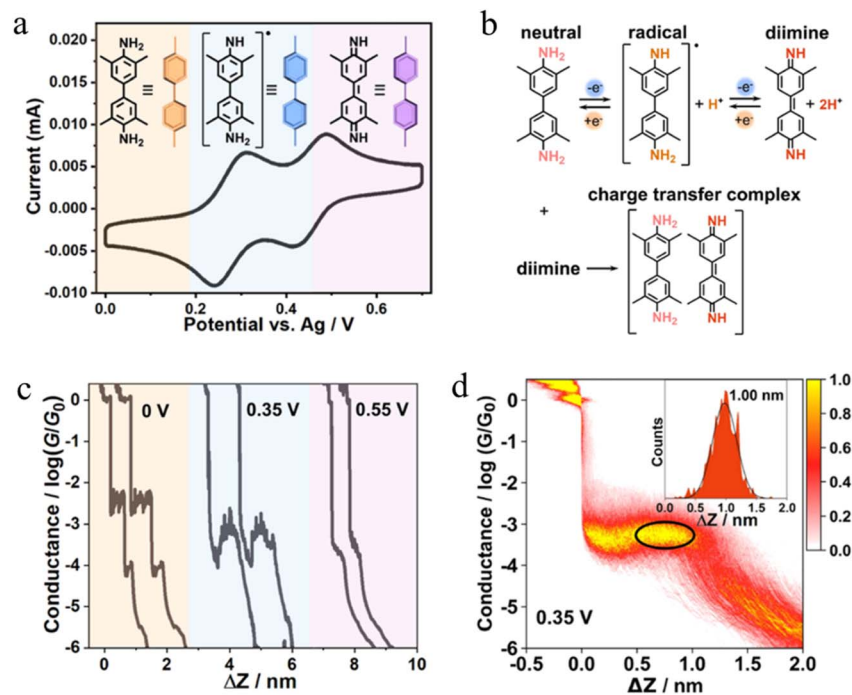 a
0.020
0.015
0.010
0.005
0.000
-0.005
-0.010
Current (mA)
NH₂
NH₂
NH
•
NH₂
NH
NH
≡
≡
≡
0.0
0.2
0.4
0.6
Potential vs. Ag / V
b
neutral
radical
diimine
NH₂
NH
•
NH
-e⁻
+e⁻
+ H⁺
-e⁻
+e⁻
+ 2H⁺
NH₂
NH₂
NH
+
charge transfer complex
diimine
NH₂
NH
NH₂
NH
c
Conductance / log(G/G₀)
0
-1
-2
-3
-4
-5
-6
0 V
0.35 V
0.55 V
0
2
4
6
8
10
ΔZ / nm
d
Conductance / log (G/G₀)
0
-1
-2
-3
-4
-5
-6
1.00 nm
Counts
0.0
0.5
1.0
1.5
2.0
ΔZ / nm
0.35 V
-0.5
0.0
0.5
1.0
1.5
2.0
ΔZ / nm
1.0
0.8
0.6
0.4
0.2
0.0